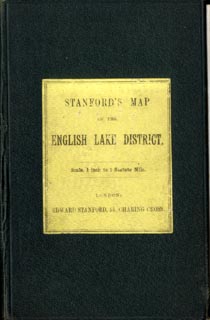 STANFORD'S MAP
OF THE
ENGLISH LAKE DISTRICT.
Scale, 1 Inch to 1 Statute Mile.
LONDON:
EDWARD STANFORD, 55, CHARING CROSS.